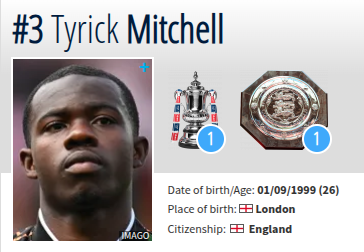 #3 Tyrick Mitchell
1
1
IMAGO
Date of birth/Age: 01/09/1999 (26)
Place of birth: London
Citizenship: England